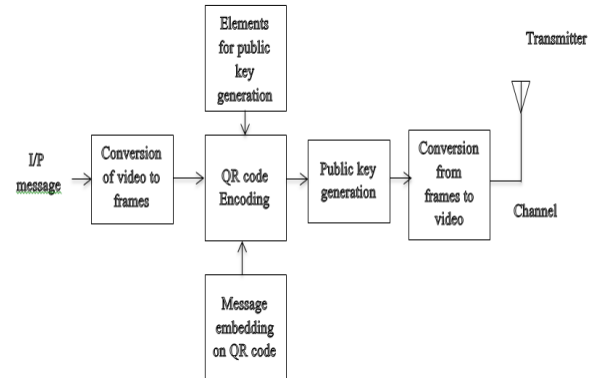 Elements
for public
key
generation
Transmitter
I/P
message
Conversion
of video to
frames
QR code
Encoding
Public key
generation
Conversion
from
frames to
video
Channel
Message
embedding
on QR code